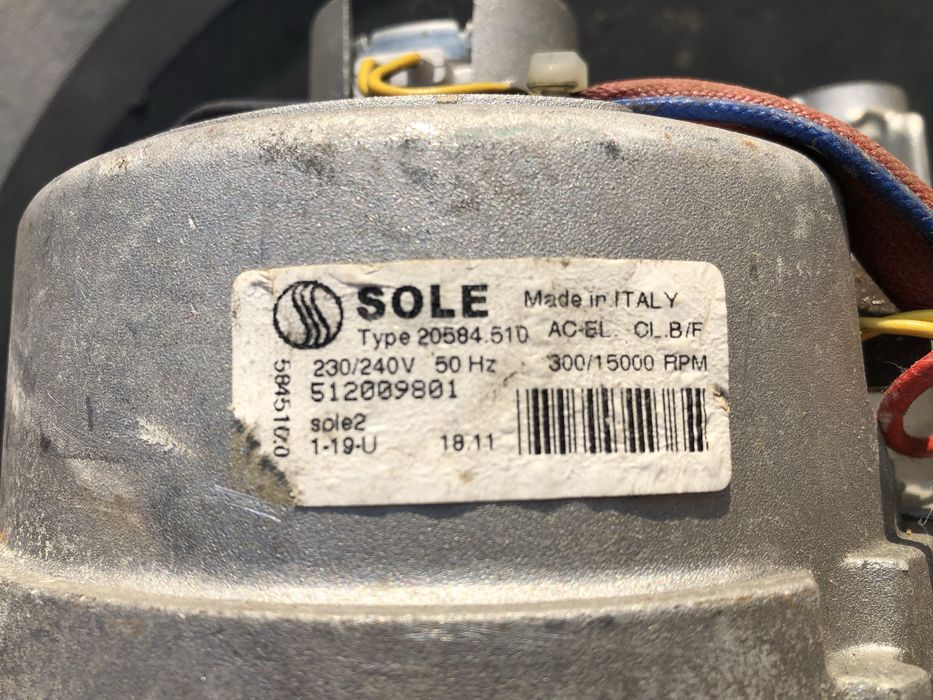 SOLE Made in ITALY
Type 20584.510 AC-EL. CL.B/F
230/240V 50 Hz 300/15000 RPM
512009801
sole2
1-19-U 18.11